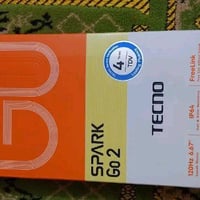 GO
SPARK
Go 2
4
TÜV
TECNO
FreeLink
IP64
120Hz 6.67"